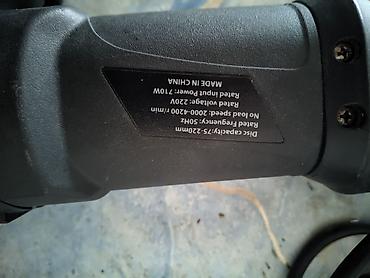 Disc capacity:75-220mm
Rated Frequency: 50Hz
No load speed: 2000-4200 r/min
Rated voltage: 220V
Rated Input Power: 710W
MADE IN CHINA